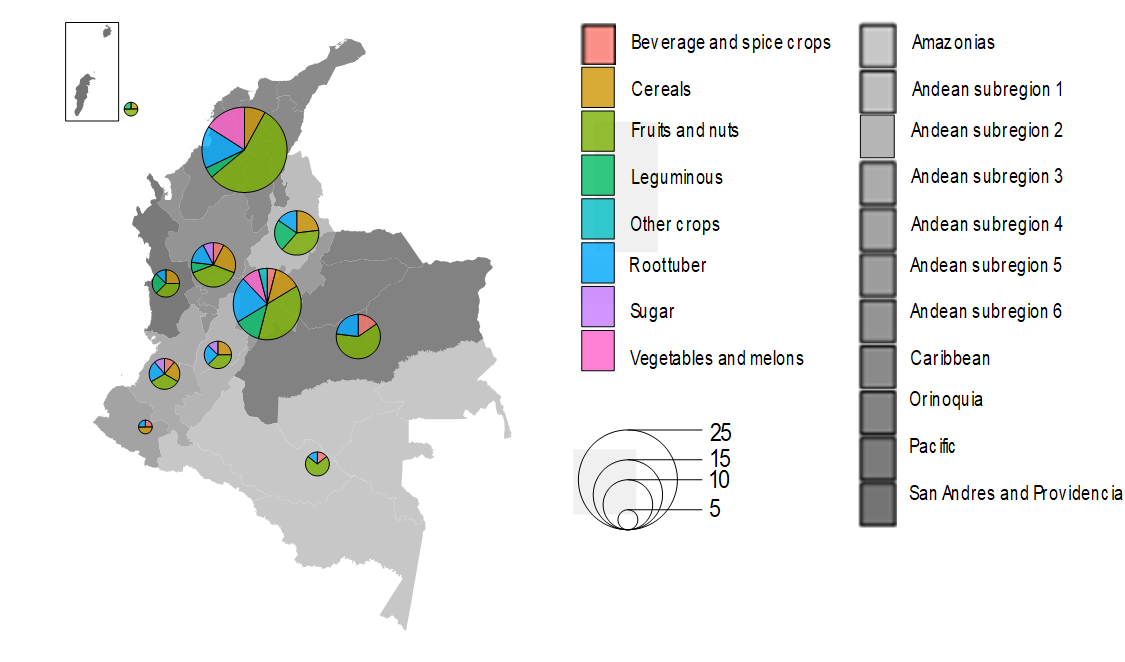 Beverage and spice crops
Cereals
Fruits and nuts
Leguminous
Other crops
Roottuber
Sugar
Vegetables and melons
25
15
10
5
Amazonias
Andean subregion 1
Andean subregion 2
Andean subregion 3
Andean subregion 4
Andean subregion 5
Andean subregion 6
Caribbean
Orinoquia
Pacific
San Andres and Providencia